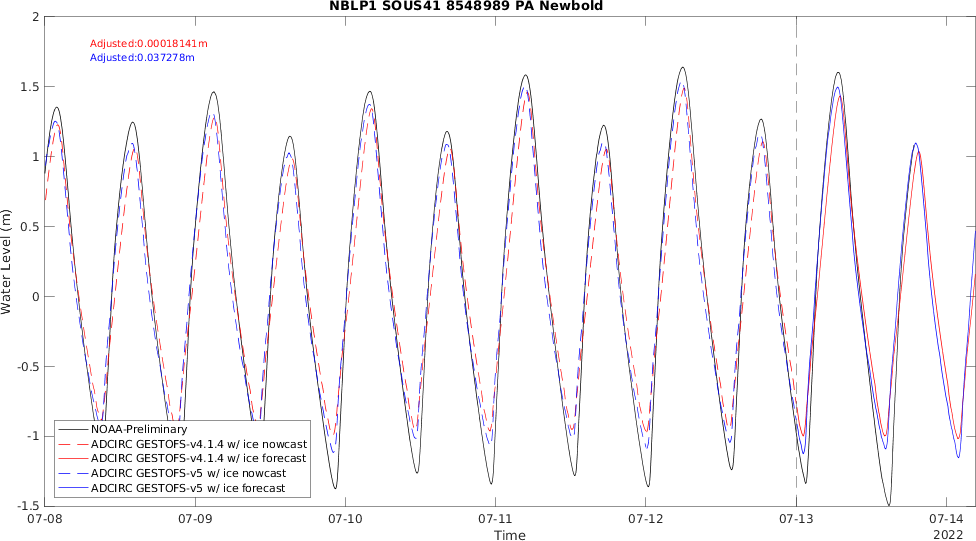 NBLP1 SOUS41 8548989 PA Newbold
Adjusted:0.00018141m
Adjusted:0.037278m
2
1.5
1
0.5
0
-0.5
-1
-1.5
Water Level (m)
NOAA-Preliminary
ADCIRC GESTOFS-v4.1.4 w/ ice nowcast
ADCIRC GESTOFS-v4.1.4 w/ ice forecast
ADCIRC GESTOFS-v5 w/ ice nowcast
ADCIRC GESTOFS-v5 w/ ice forecast
07-08 07-09 07-10 07-11 07-12 07-13 07-14
Time
2022